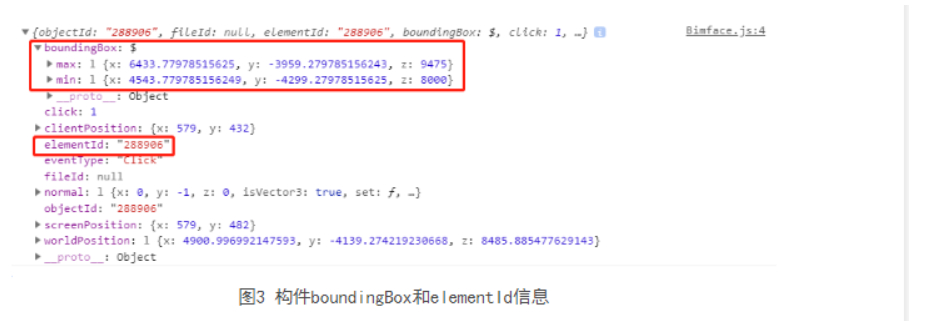 ▼{objectId: "288906", fileId: null, elementId: "288906", boundingBox: $, click: 1, …} i Bimface.js:4
▼boundingBox: $
▶max: l {x: 6433.77978515625, y: -3959.279785156243, z: 9475}
▶min: l {x: 4543.779785156249, y: -4299.27978515625, z: 8000}
▶__proto__: Object
click: 1
▶clientPosition: {x: 579, y: 432}
elementId: "288906"
eventType: "Click"
fileId: null
▶normal: l {x: 0, y: -1, z: 0, isVector3: true, set: ƒ, …}
objectId: "288906"
▶screenPosition: {x: 579, y: 482}
▶worldPosition: l {x: 4900.996992147593, y: -4139.274219230668, z: 8485.885477629143}
▶__proto__: Object
图3 构件boundingBox和elementId信息